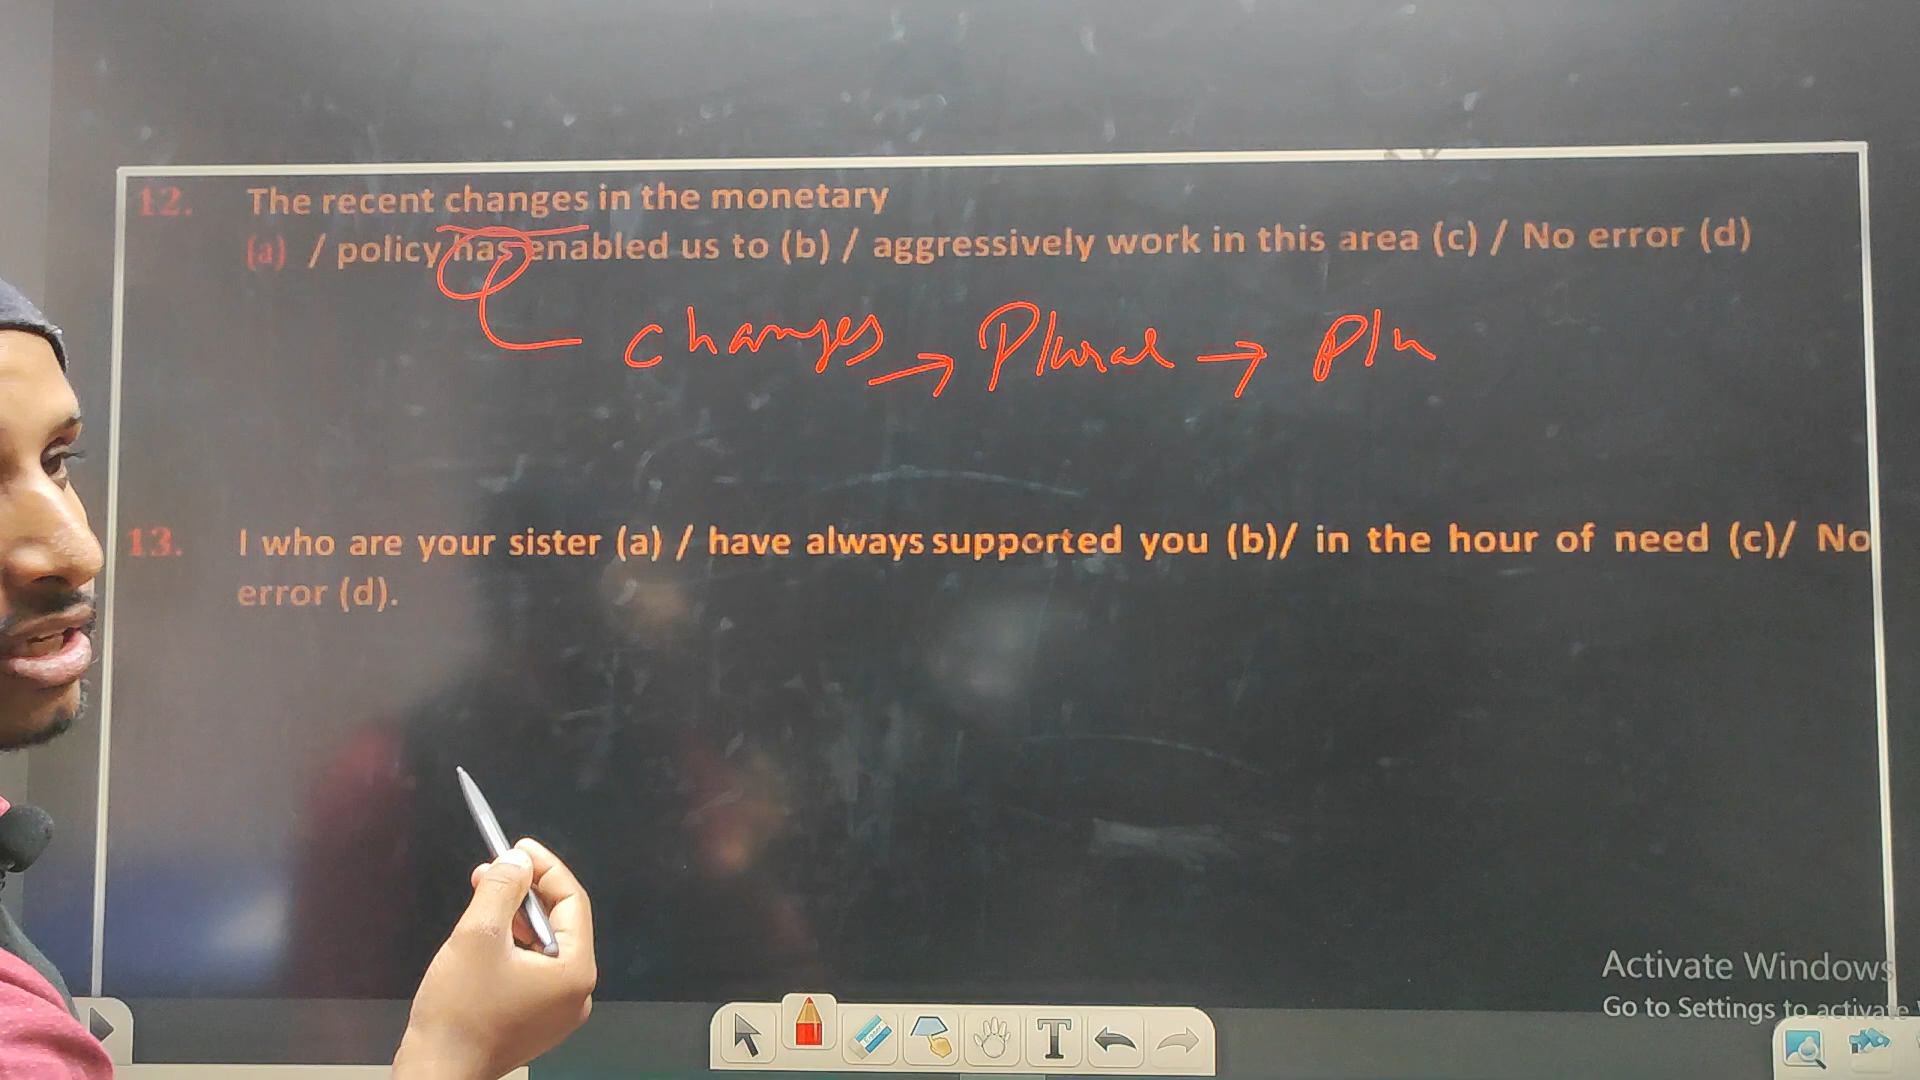 12. The recent changes in the monetary
(a) / policy has enabled us to (b) / aggressively work in this area (c) / No error (d)
changes → Plural → Plu
13. I who are your sister (a) / have always supported you (b)/ in the hour of need (c)/ No
error (d).
Activate Windows
Go to Settings to activate
T